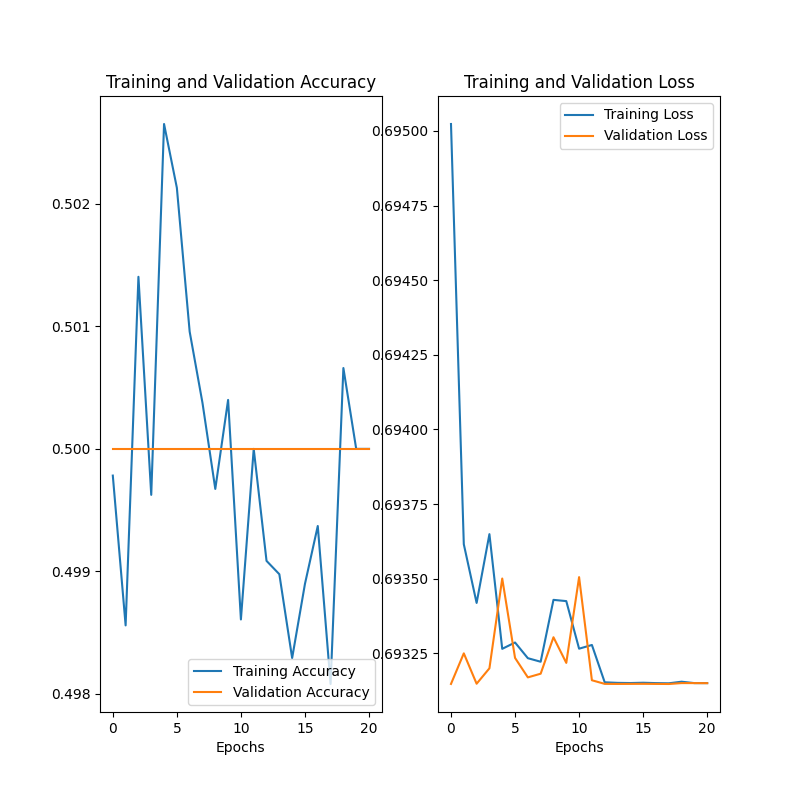 Training and Validation Accuracy
0.502
0.501
0.500
0.499
0.498
Training Accuracy
Validation Accuracy
0 5 10 15 20
Epochs
Training and Validation Loss
Training Loss
Validation Loss
0.69500
0.69475
0.69450
0.69425
0.69400
0.69375
0.69350
0.69325
0 5 10 15 20
Epochs